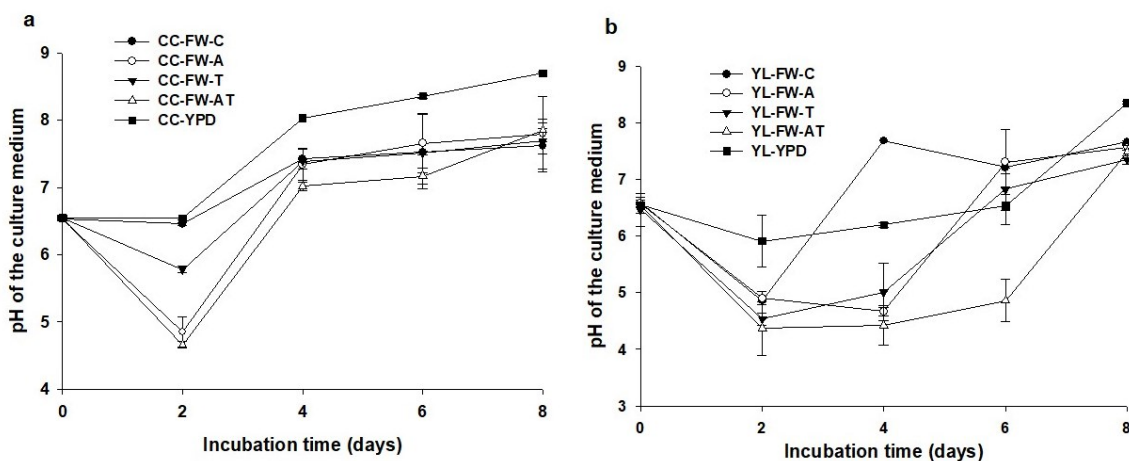 a
CC-FW-C
CC-FW-A
CC-FW-T
CC-FW-AT
CC-YPD
9
8
7
6
5
4
0 2 4 6 8
pH of the culture medium
Incubation time (days)
b
YL-FW-C
YL-FW-A
YL-FW-T
YL-FW-AT
YL-YPD
9
8
7
6
5
4
3
0 2 4 6 8
pH of the culture medium
Incubation time (days)